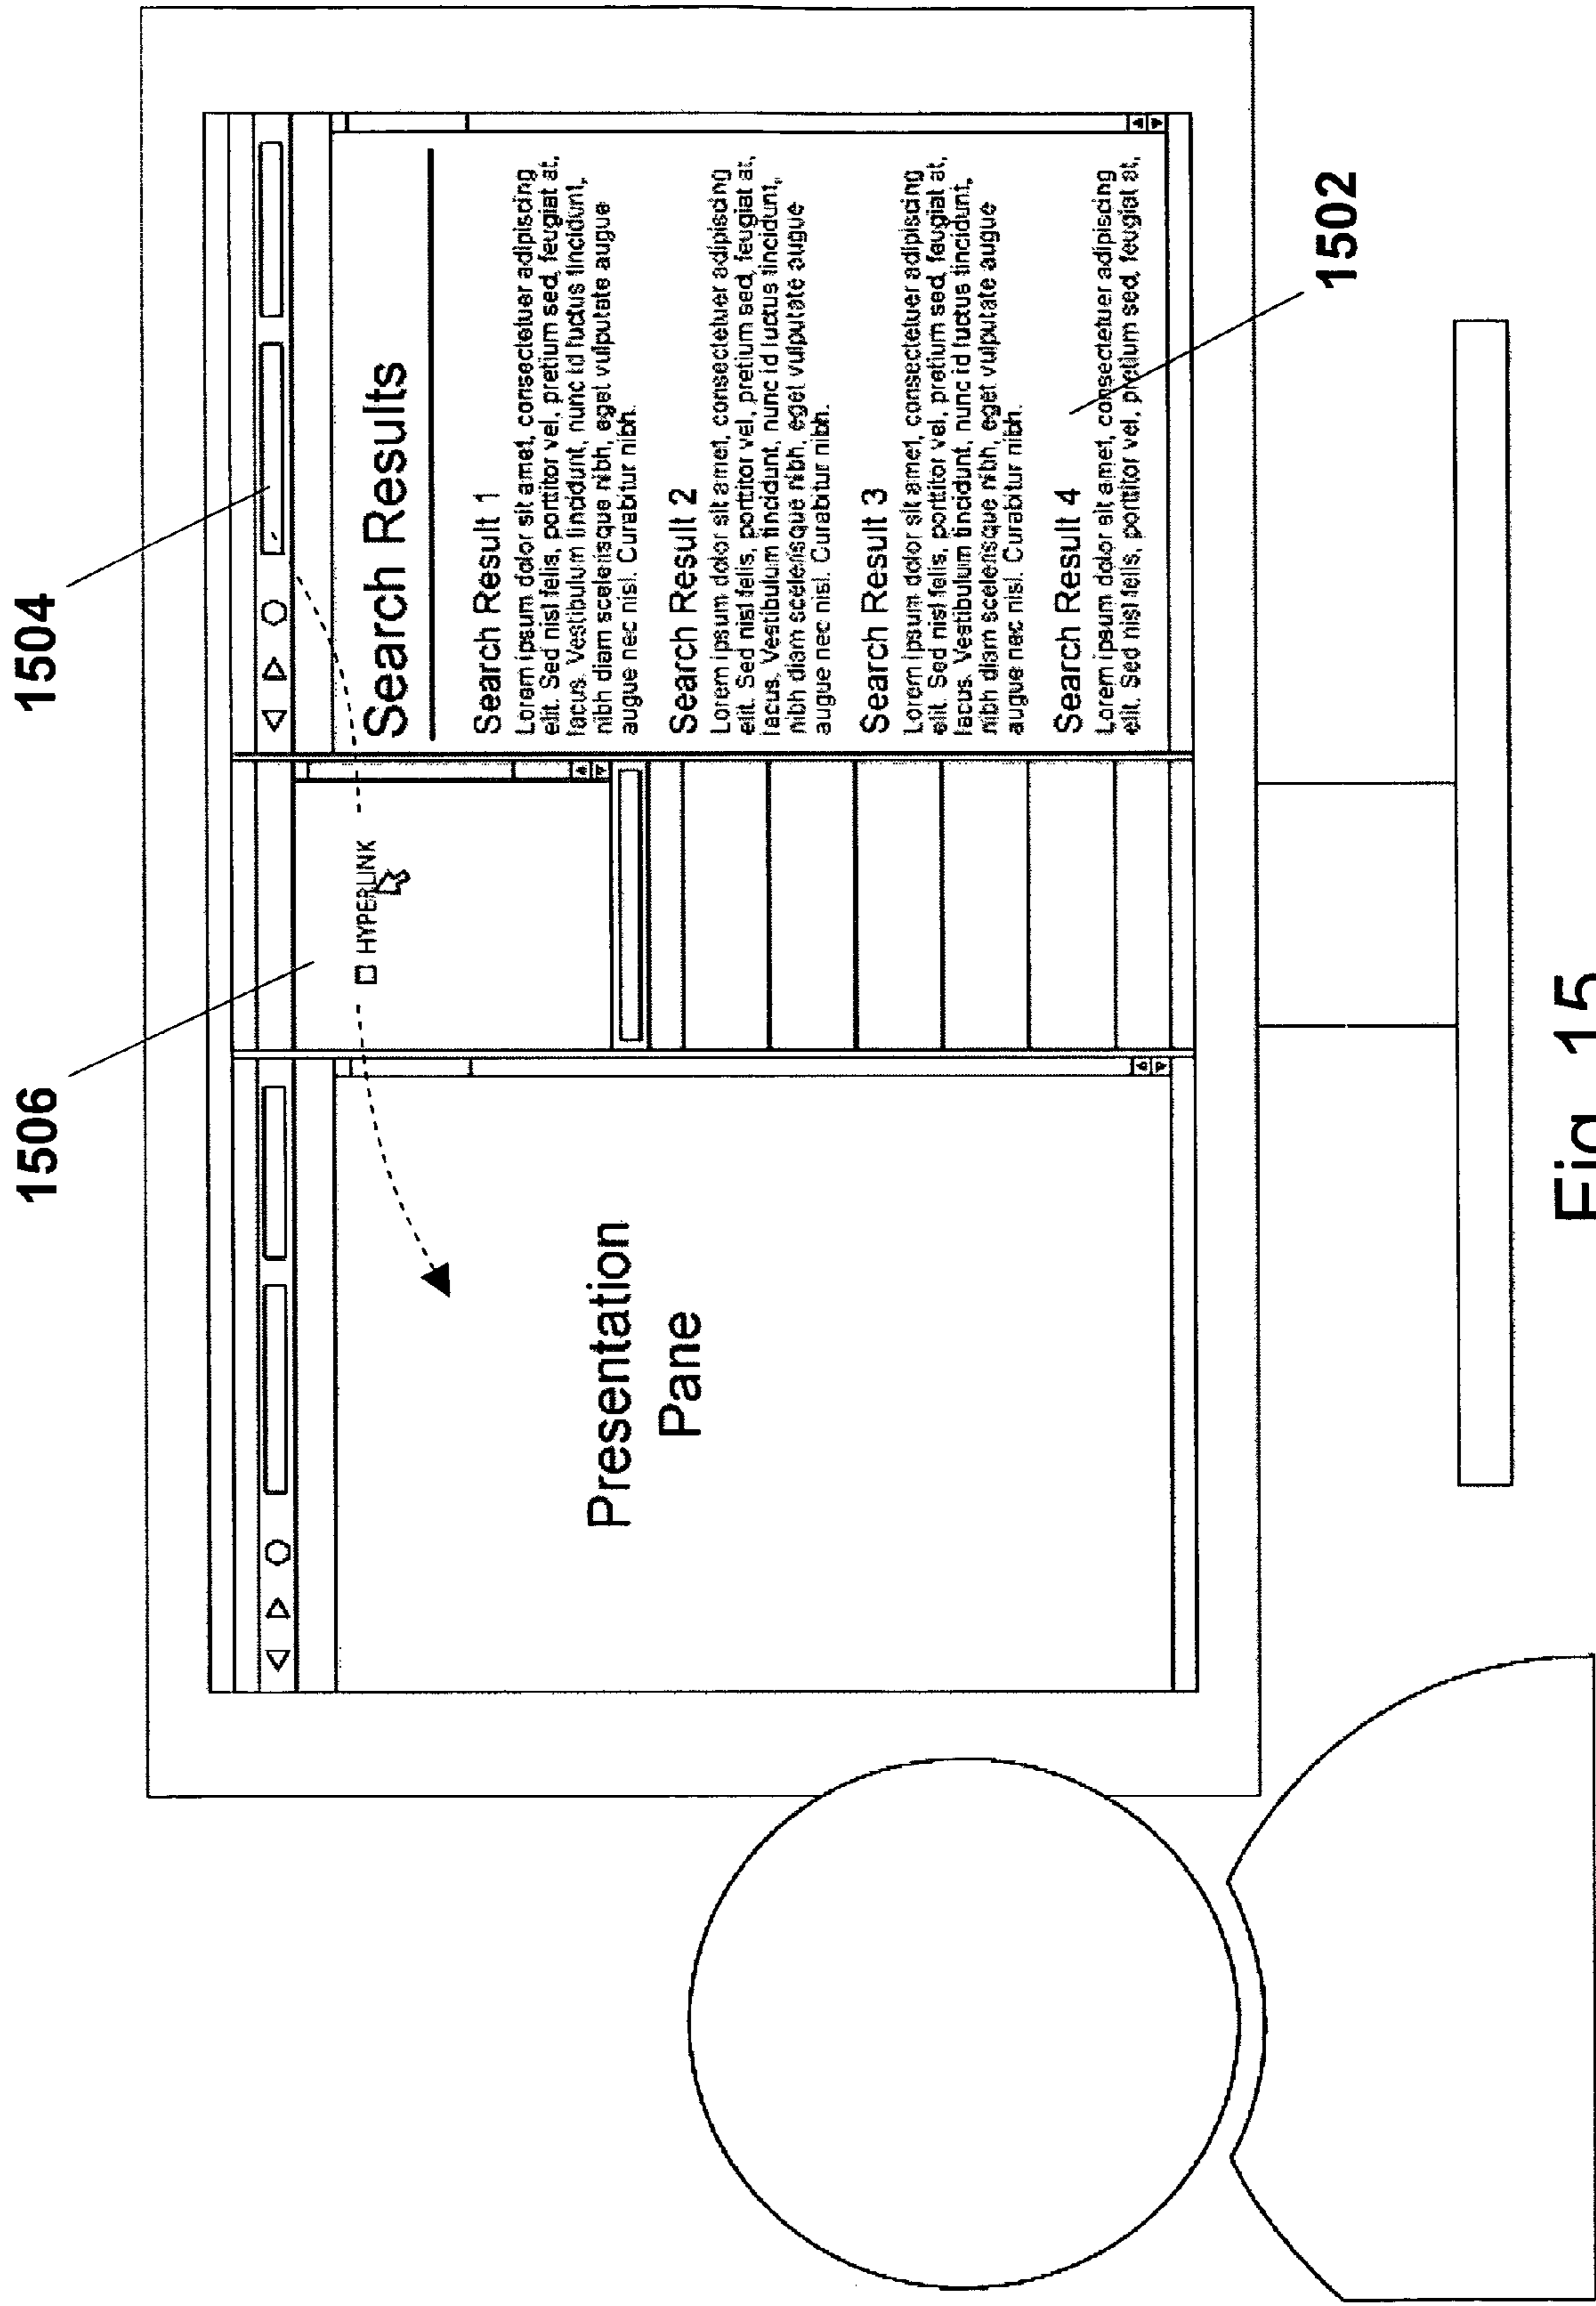 1506
1504
HYPERLINK
Presentation
Pane
Search Results
Search Result 1
Lorem ipsum dolor sit amet, consectetuer adipiscing
elit. Sed nisl felis, porttitor vel, pretium sed, feugiat at,
lacus. Vestibulum tincidunt, nunc id luctus tincidunt,
nibh diam scelerisque nibh, eget vulputate augue
augue nec nisl. Curabitur nibh.
Search Result 2
Lorem ipsum dolor sit amet, consectetuer adipiscing
elit. Sed nisl felis, porttitor vel, pretium sed, feugiat at,
lacus. Vestibulum tincidunt, nunc id luctus tincidunt,
nibh diam scelerisque nibh, eget vulputate augue
augue nec nisl. Curabitur nibh.
Search Result 3
Lorem ipsum dolor sit amet, consectetuer adipiscing
elit. Sed nisl felis, porttitor vel, pretium sed, feugiat at,
lacus. Vestibulum tincidunt, nunc id luctus tincidunt,
nibh diam scelerisque nibh, eget vulputate augue
augue nec nisl. Curabitur nibh.
Search Result 4
Lorem ipsum dolor sit amet, consectetuer adipiscing
elit. Sed nisl felis, porttitor vel, pretium sed, feugiat at,
1502
Fig. 15